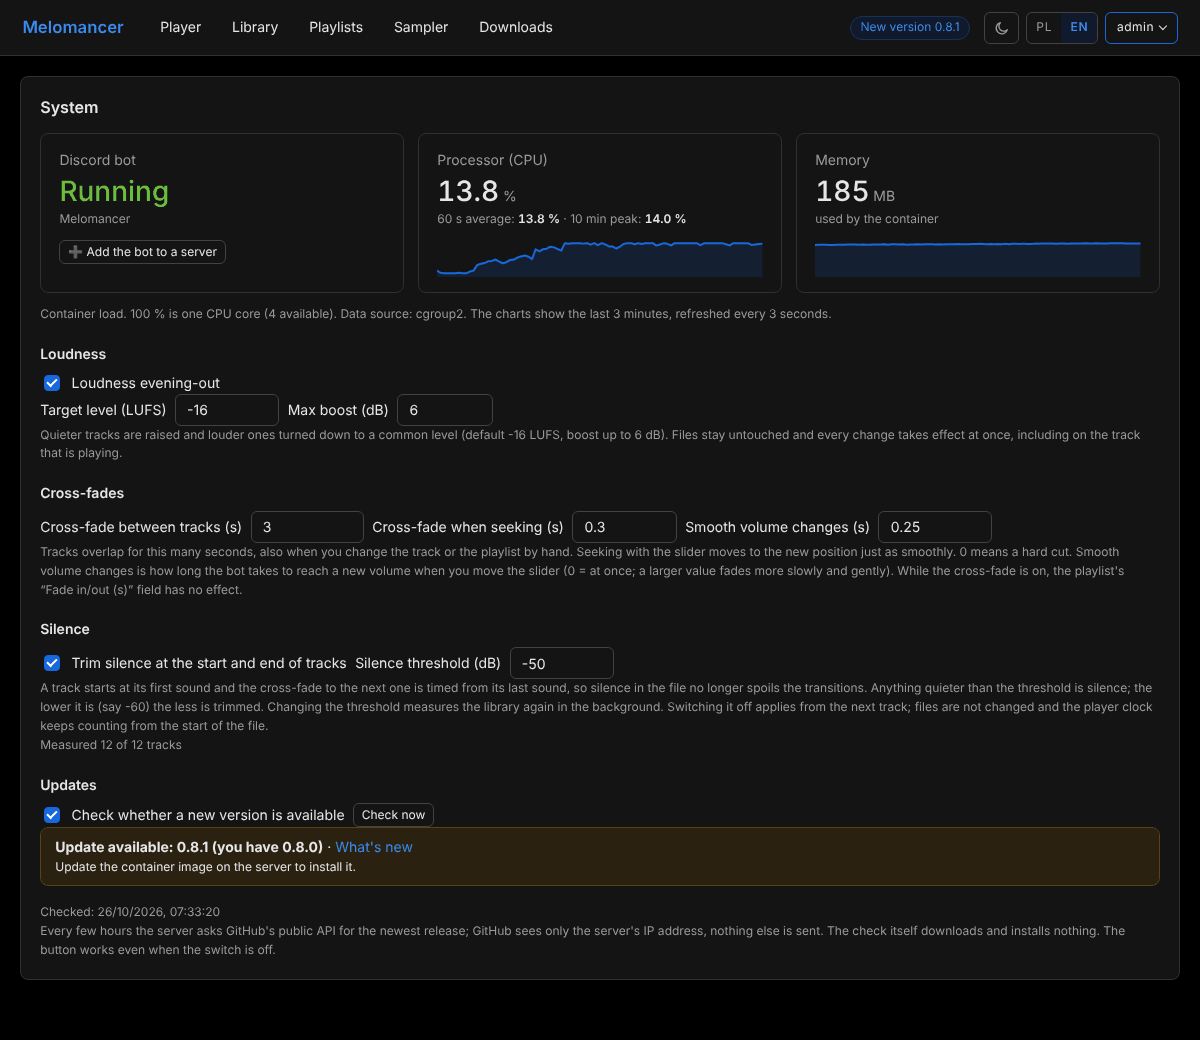 Melomancer
Player
Library
Playlists
Sampler
Downloads
New version 0.8.1
PL
EN
admin
System
Discord bot
Running
Melomancer
Add the bot to a server
Processor (CPU)
13.8 %
60 s average: 13.8 % · 10 min peak: 14.0 %
Memory
185 MB
used by the container
Container load. 100 % is one CPU core (4 available). Data source: cgroup2. The charts show the last 3 minutes, refreshed every 3 seconds.
Loudness
Loudness evening-out
Target level (LUFS) -16 Max boost (dB) 6
Quieter tracks are raised and louder ones turned down to a common level (default -16 LUFS, boost up to 6 dB). Files stay untouched and every change takes effect at once, including on the track
that is playing.
Cross-fades
Cross-fade between tracks (s) 3 Cross-fade when seeking (s) 0.3 Smooth volume changes (s) 0.25
Tracks overlap for this many seconds, also when you change the track or the playlist by hand. Seeking with the slider moves to the new position just as smoothly. 0 means a hard cut. Smooth
volume changes is how long the bot takes to reach a new volume when you move the slider (0 = at once; a larger value fades more slowly and gently). While the cross-fade is on, the playlist's
“Fade in/out (s)” field has no effect.
Silence
Trim silence at the start and end of tracks Silence threshold (dB) -50
A track starts at its first sound and the cross-fade to the next one is timed from its last sound, so silence in the file no longer spoils the transitions. Anything quieter than the threshold is silence; the
lower it is (say -60) the less is trimmed. Changing the threshold measures the library again in the background. Switching it off applies from the next track; files are not changed and the player clock
keeps counting from the start of the file.
Measured 12 of 12 tracks
Updates
Check whether a new version is available Check now
Update available: 0.8.1 (you have 0.8.0) · What's new
Update the container image on the server to install it.
Checked: 26/10/2026, 07:33:20
Every few hours the server asks GitHub's public API for the newest release; GitHub sees only the server's IP address, nothing else is sent. The check itself downloads and installs nothing. The
button works even when the switch is off.